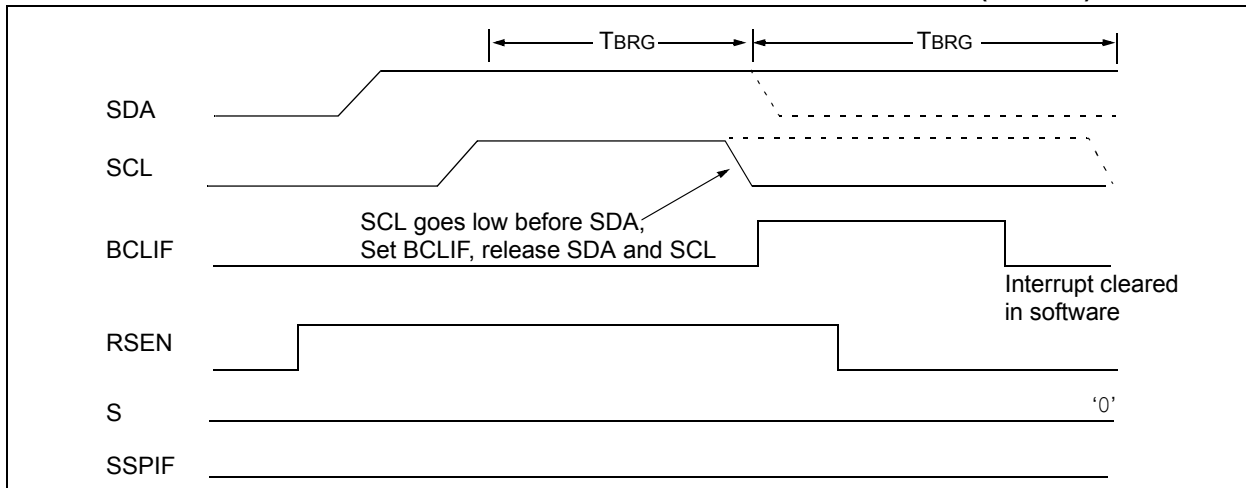 TBRG TBRG
SDA
SCL
SCL goes low before SDA,
Set BCLIF, release SDA and SCL
BCLIF
Interrupt cleared
in software
RSEN
S ‘0’
SSPIF